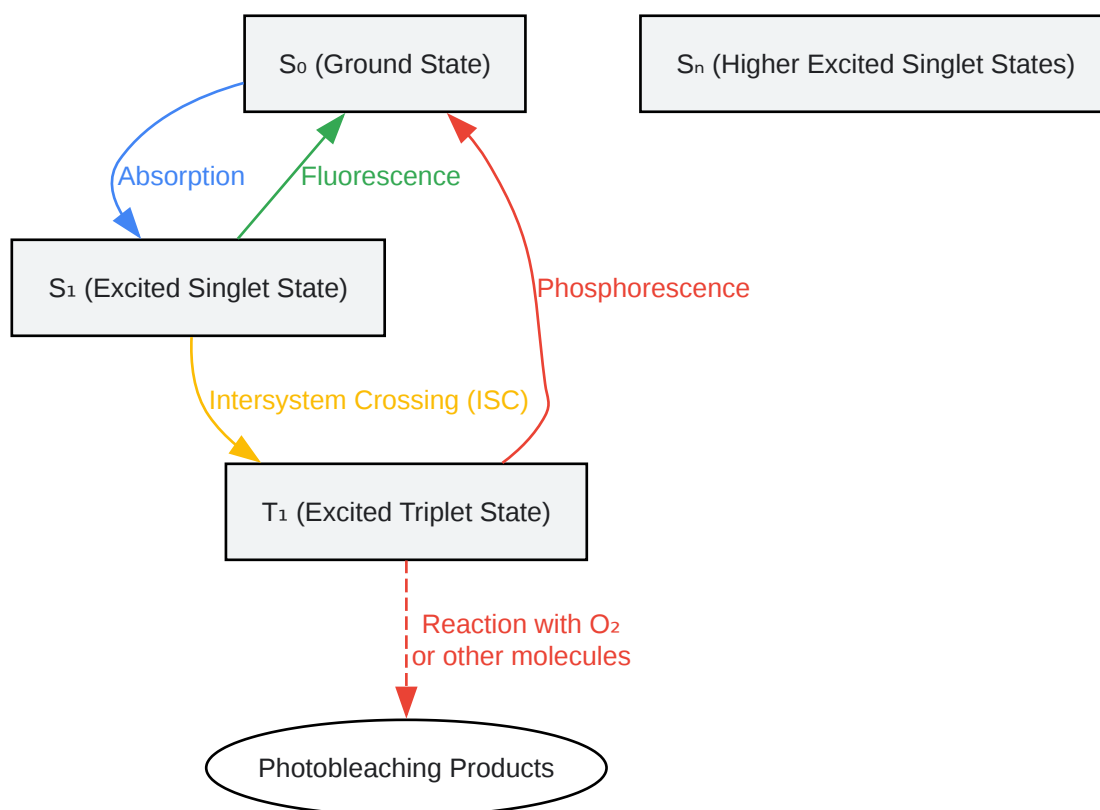 S₀ (Ground State)
Sₙ (Higher Excited Singlet States)
Absorption
Fluorescence
S₁ (Excited Singlet State)
Phosphorescence
Intersystem Crossing (ISC)
T₁ (Excited Triplet State)
Reaction with O₂
or other molecules
Photobleaching Products